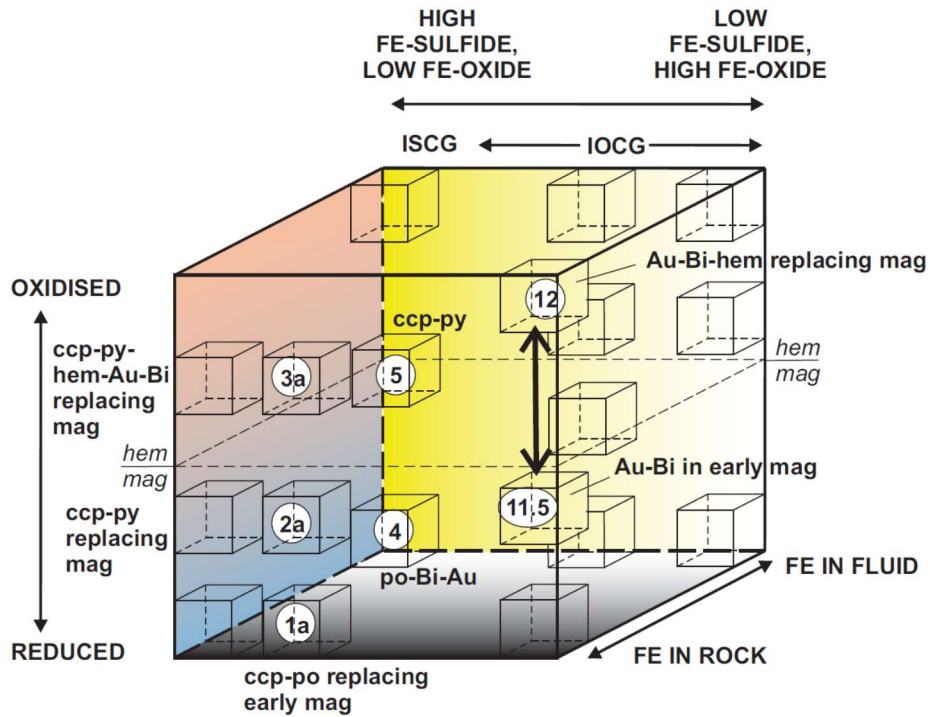 HIGH
FE-SULFIDE,
LOW FE-OXIDE
LOW
FE-SULFIDE,
HIGH FE-OXIDE
ISCG
IOCG
OXIDISED
Au-Bi-hem replacing mag
12
ccp-py
ccp-py-
hem-Au-Bi
replacing
mag
3a
5
hem
mag
hem
mag
Au-Bi in early mag
11.5
ccp-py
replacing
mag
2a
4
po-Bi-Au
FE IN FLUID
1a
REDUCED
FE IN ROCK
ccp-po replacing
early mag